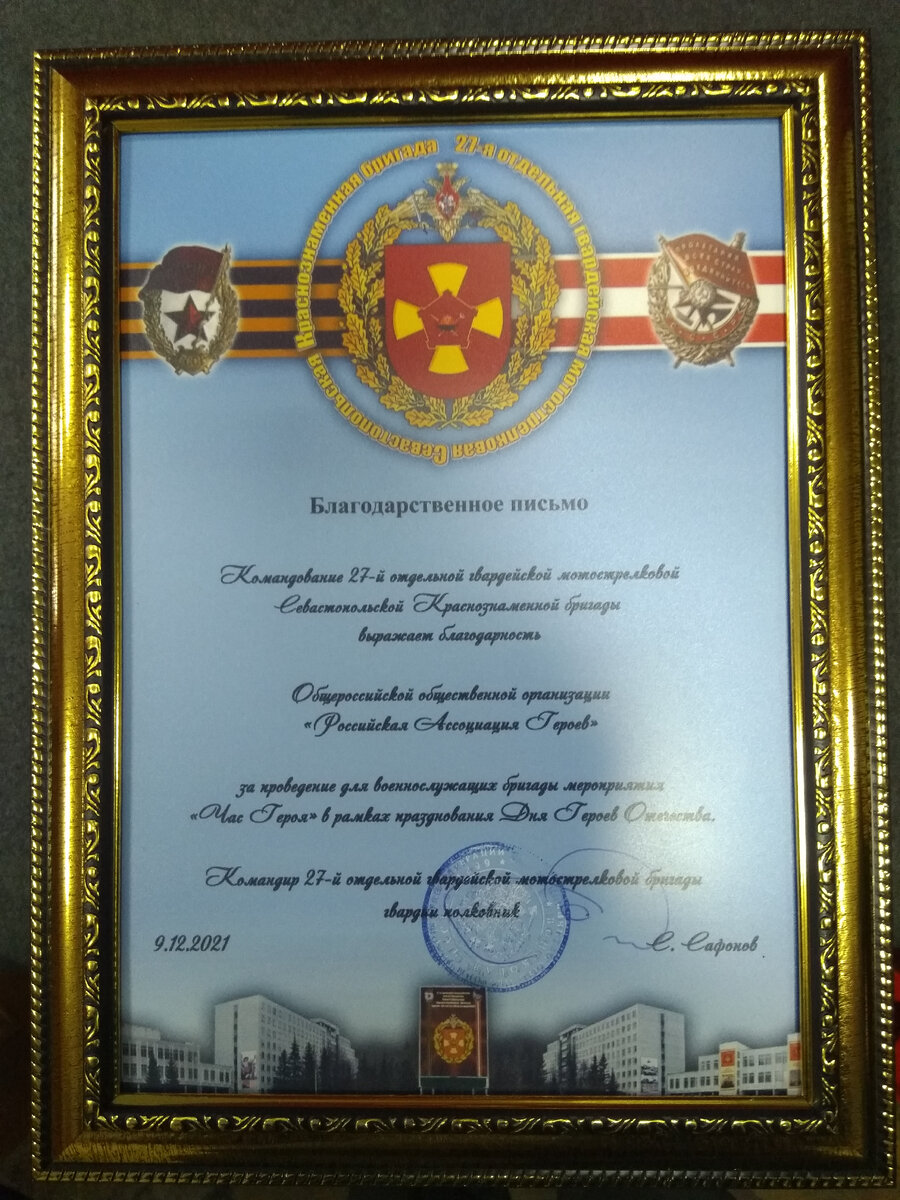 27-я отдельная гвардейская мотострелковая Севастопольская Краснознаменная бригада
Благодарственное письмо
Командование 27-й отдельной гвардейской мотострелковой
Севастопольской Краснознаменной бригады
выражает благодарность
Общероссийской общественной организации
«Российская Ассоциация Героев»
за проведение для военнослужащих бригады мероприятия
«Час Героя» в рамках празднования Дня Героев Отечества.
Командир 27-й отдельной гвардейской мотострелковой бригады
гвардии полковник
9.12.2021
С. Сафонов